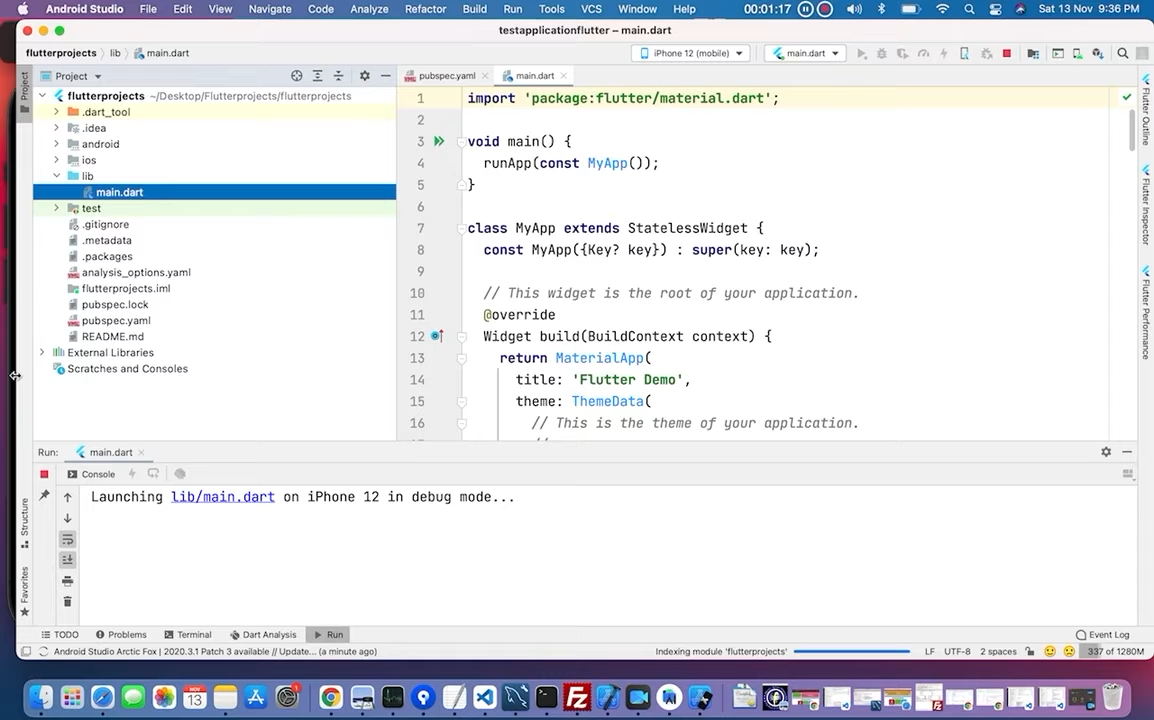 Android Studio File Edit View Navigate Code Analyze Refactor Build Run Tools VCS Window Help 00:01:17 Sat 13 Nov 9:36 PM
testapplicationflutter – main.dart
flutterprojects lib main.dart iPhone 12 (mobile) main.dart
Project
pubspec.yaml main.dart
Project
flutterprojects ~/Desktop/Flutterprojects/flutterprojects
.dart_tool
.idea
android
ios
lib
main.dart
test
.gitignore
.metadata
.packages
analysis_options.yaml
flutterprojects.iml
pubspec.lock
pubspec.yaml
README.md
External Libraries
Scratches and Consoles
1 import 'package:flutter/material.dart';
2
3 void main() {
4 runApp(const MyApp());
5 }
6
7 class MyApp extends StatelessWidget {
8 const MyApp({Key? key}) : super(key: key);
9
10 // This widget is the root of your application.
11 @override
12 Widget build(BuildContext context) {
13 return MaterialApp(
14 title: 'Flutter Demo',
15 theme: ThemeData(
16 // This is the theme of your application.
//
Flutter Outline
Flutter Inspector
Flutter Performance
Run: main.dart
Console
Launching lib/main.dart on iPhone 12 in debug mode...
Structure
Favorites
TODO Problems Terminal Dart Analysis Run Event Log
Android Studio Arctic Fox | 2020.3.1 Patch 3 available // Update... (a minute ago) Indexing module 'flutterprojects' LF UTF-8 2 spaces 337 of 1280M
NOV
13